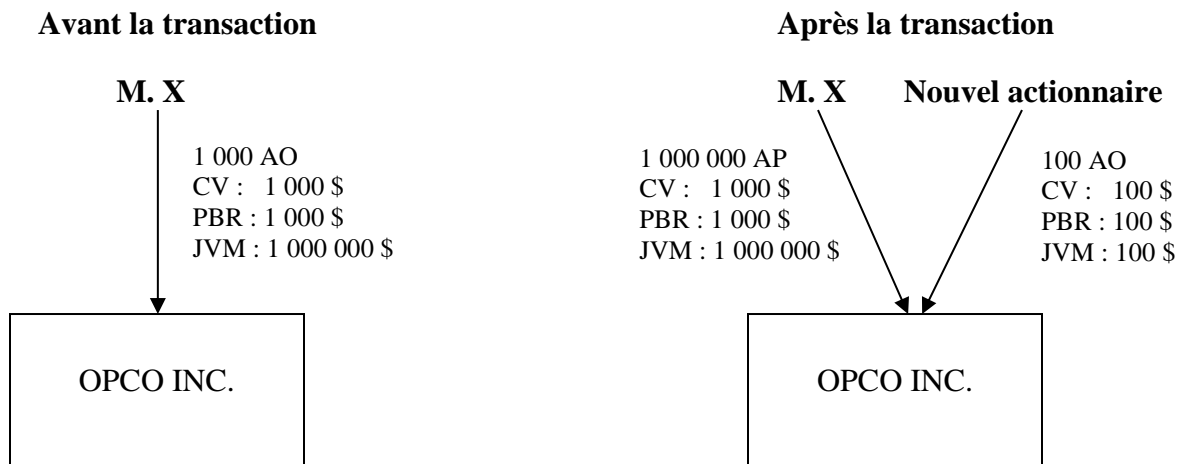 Avant la transaction
M. X
1 000 AO
CV : 1 000 $
PBR : 1 000 $
JVM : 1 000 000 $
OPCO INC.
Après la transaction
M. X Nouvel actionnaire
1 000 000 AP
CV : 1 000 $
PBR : 1 000 $
JVM : 1 000 000 $
100 AO
CV : 100 $
PBR : 100 $
JVM : 100 $
OPCO INC.